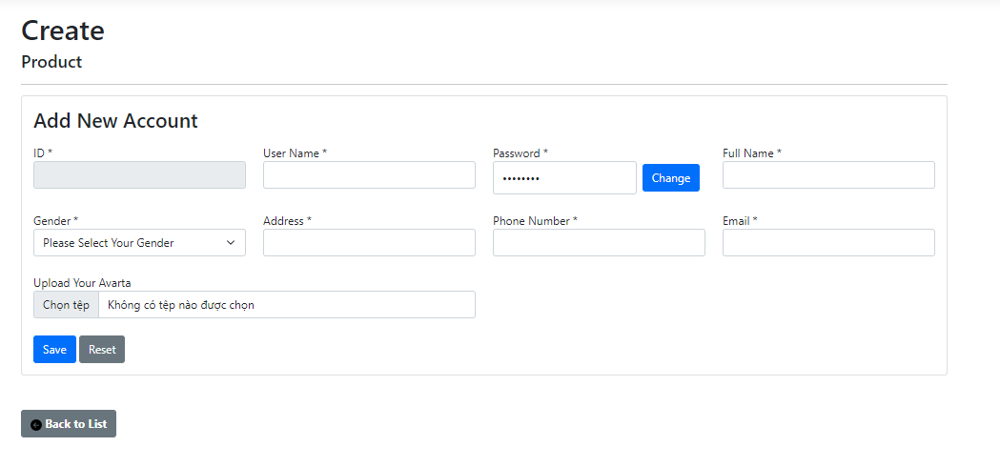 Create
Product
Add New Account
ID * User Name * Password * Full Name *
•••••••• Change
Gender * Address * Phone Number * Email *
Please Select Your Gender
Upload Your Avarta
Chọn tệp Không có tệp nào được chọn
Save Reset
Back to List